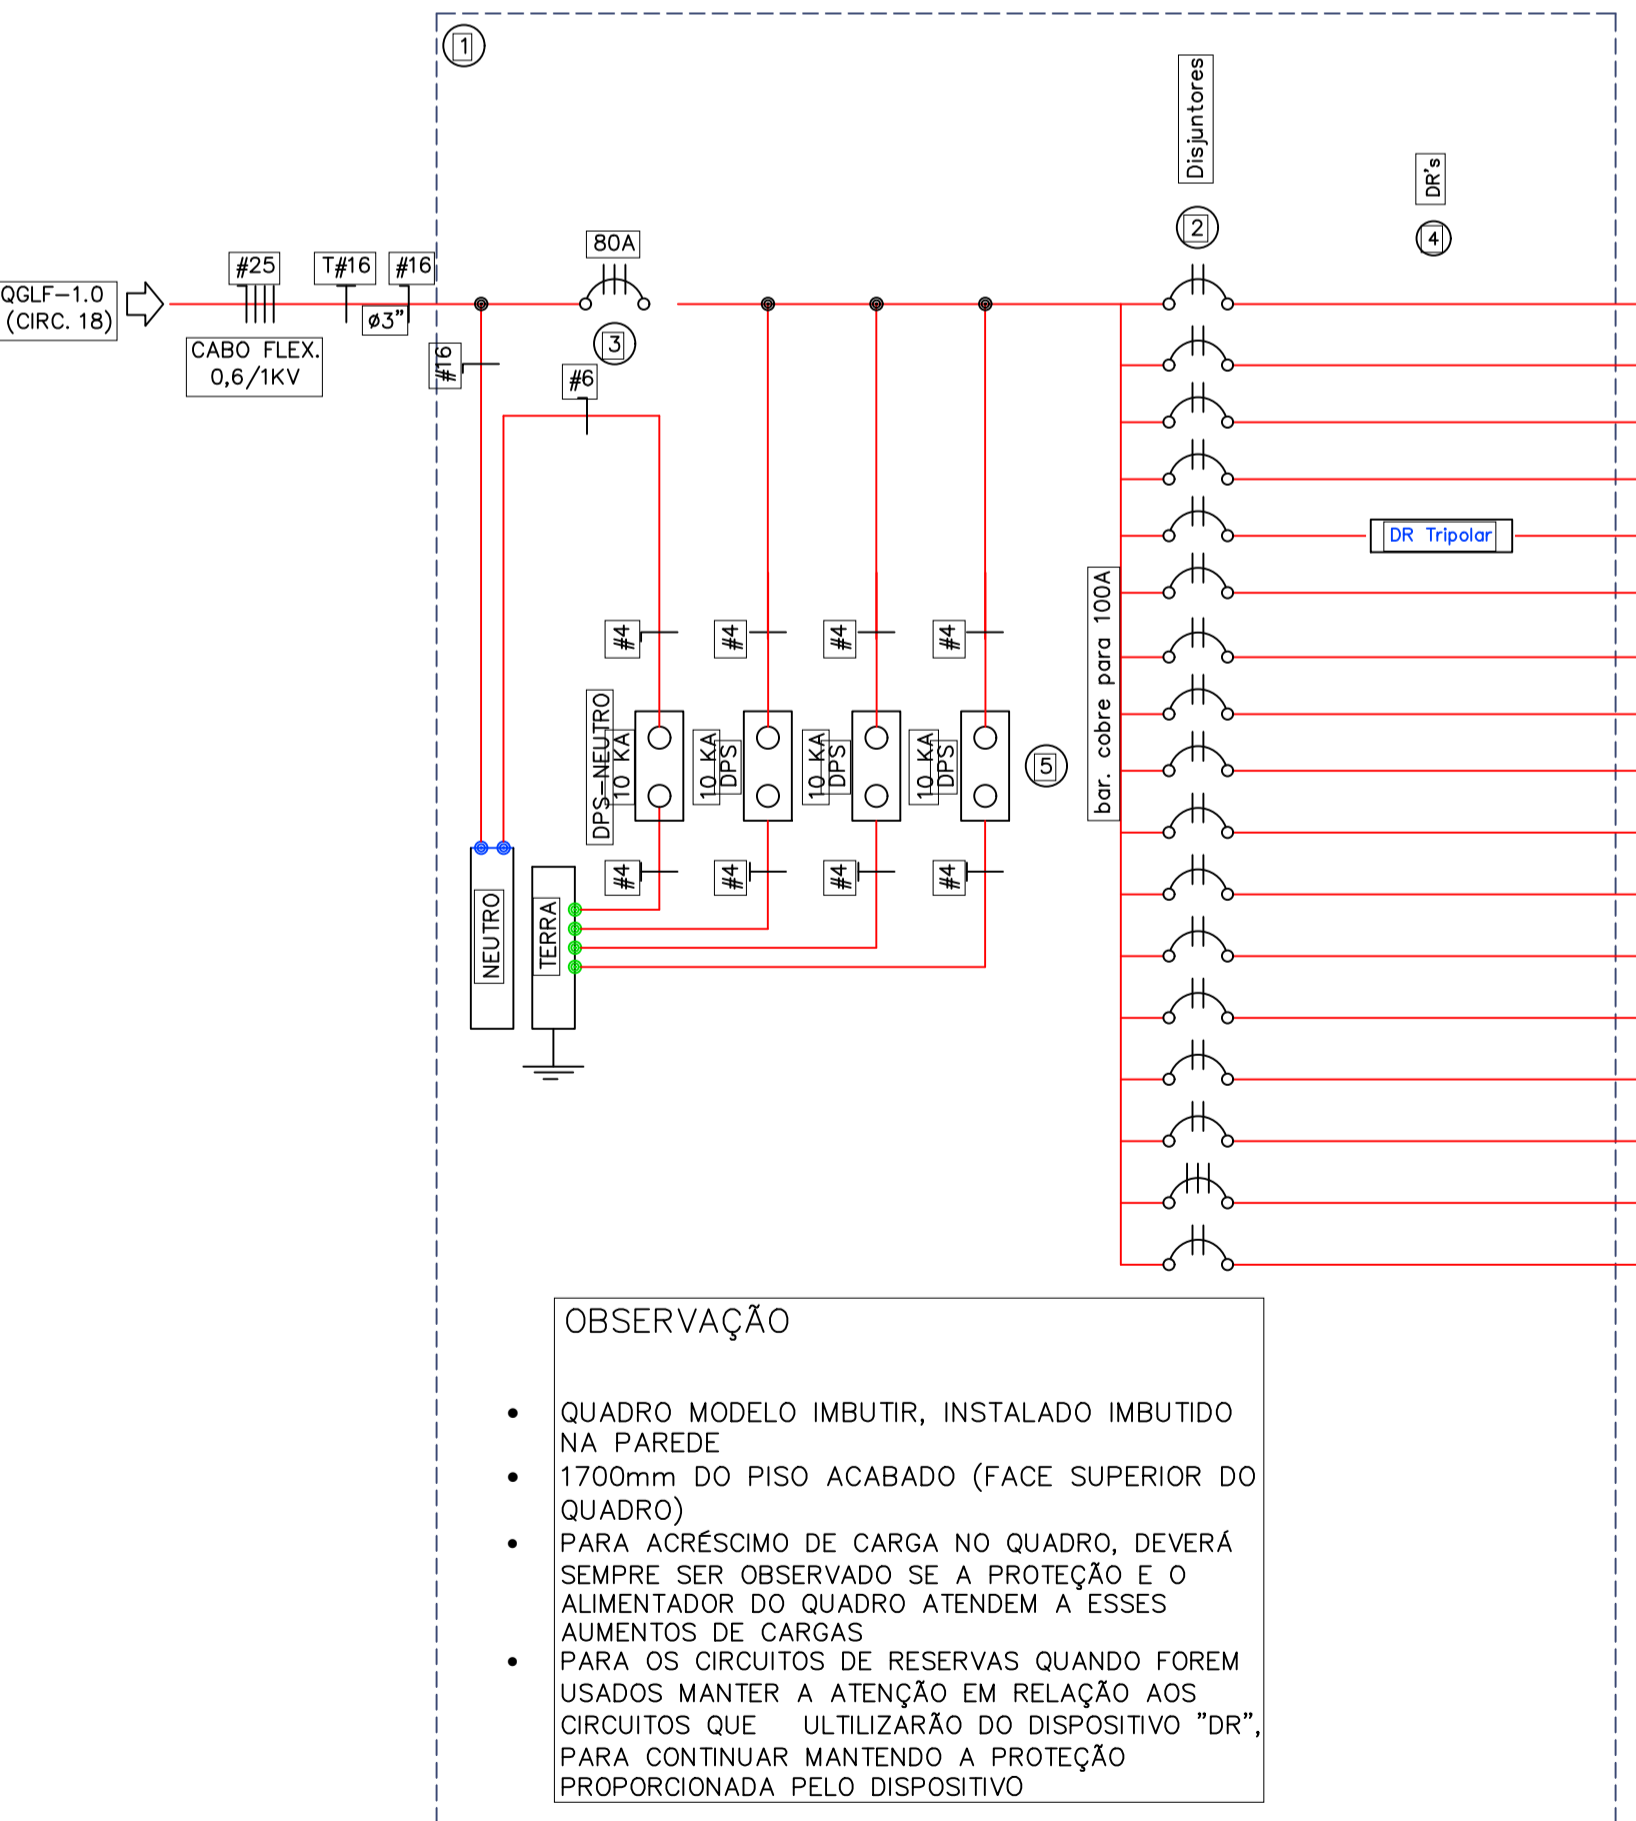 1
Disjuntores
DR's
2
4
80A
#25
T#16
#16
QGLF-1.0
(CIRC. 18)
ø3"
3
CABO FLEX.
0,6/1KV
#16
#6
DR Tripolar
bar. cobre para 100A
#4
#4
#4
#4
DPS-NEUTRO
10 KA
10 KA
DPS
10 KA
DPS
10 KA
DPS
5
#4
#4
#4
#4
NEUTRO
TERRA
OBSERVAÇÃO
• QUADRO MODELO IMBUTIR, INSTALADO IMBUTIDO
NA PAREDE
• 1700mm DO PISO ACABADO (FACE SUPERIOR DO
QUADRO)
• PARA ACRÉSCIMO DE CARGA NO QUADRO, DEVERÁ
SEMPRE SER OBSERVADO SE A PROTEÇÃO E O
ALIMENTADOR DO QUADRO ATENDEM A ESSES
AUMENTOS DE CARGAS
• PARA OS CIRCUITOS DE RESERVAS QUANDO FOREM
USADOS MANTER A ATENÇÃO EM RELAÇÃO AOS
CIRCUITOS QUE ULTILIZARÃO DO DISPOSITIVO "DR",
PARA CONTINUAR MANTENDO A PROTEÇÃO
PROPORCIONADA PELO DISPOSITIVO